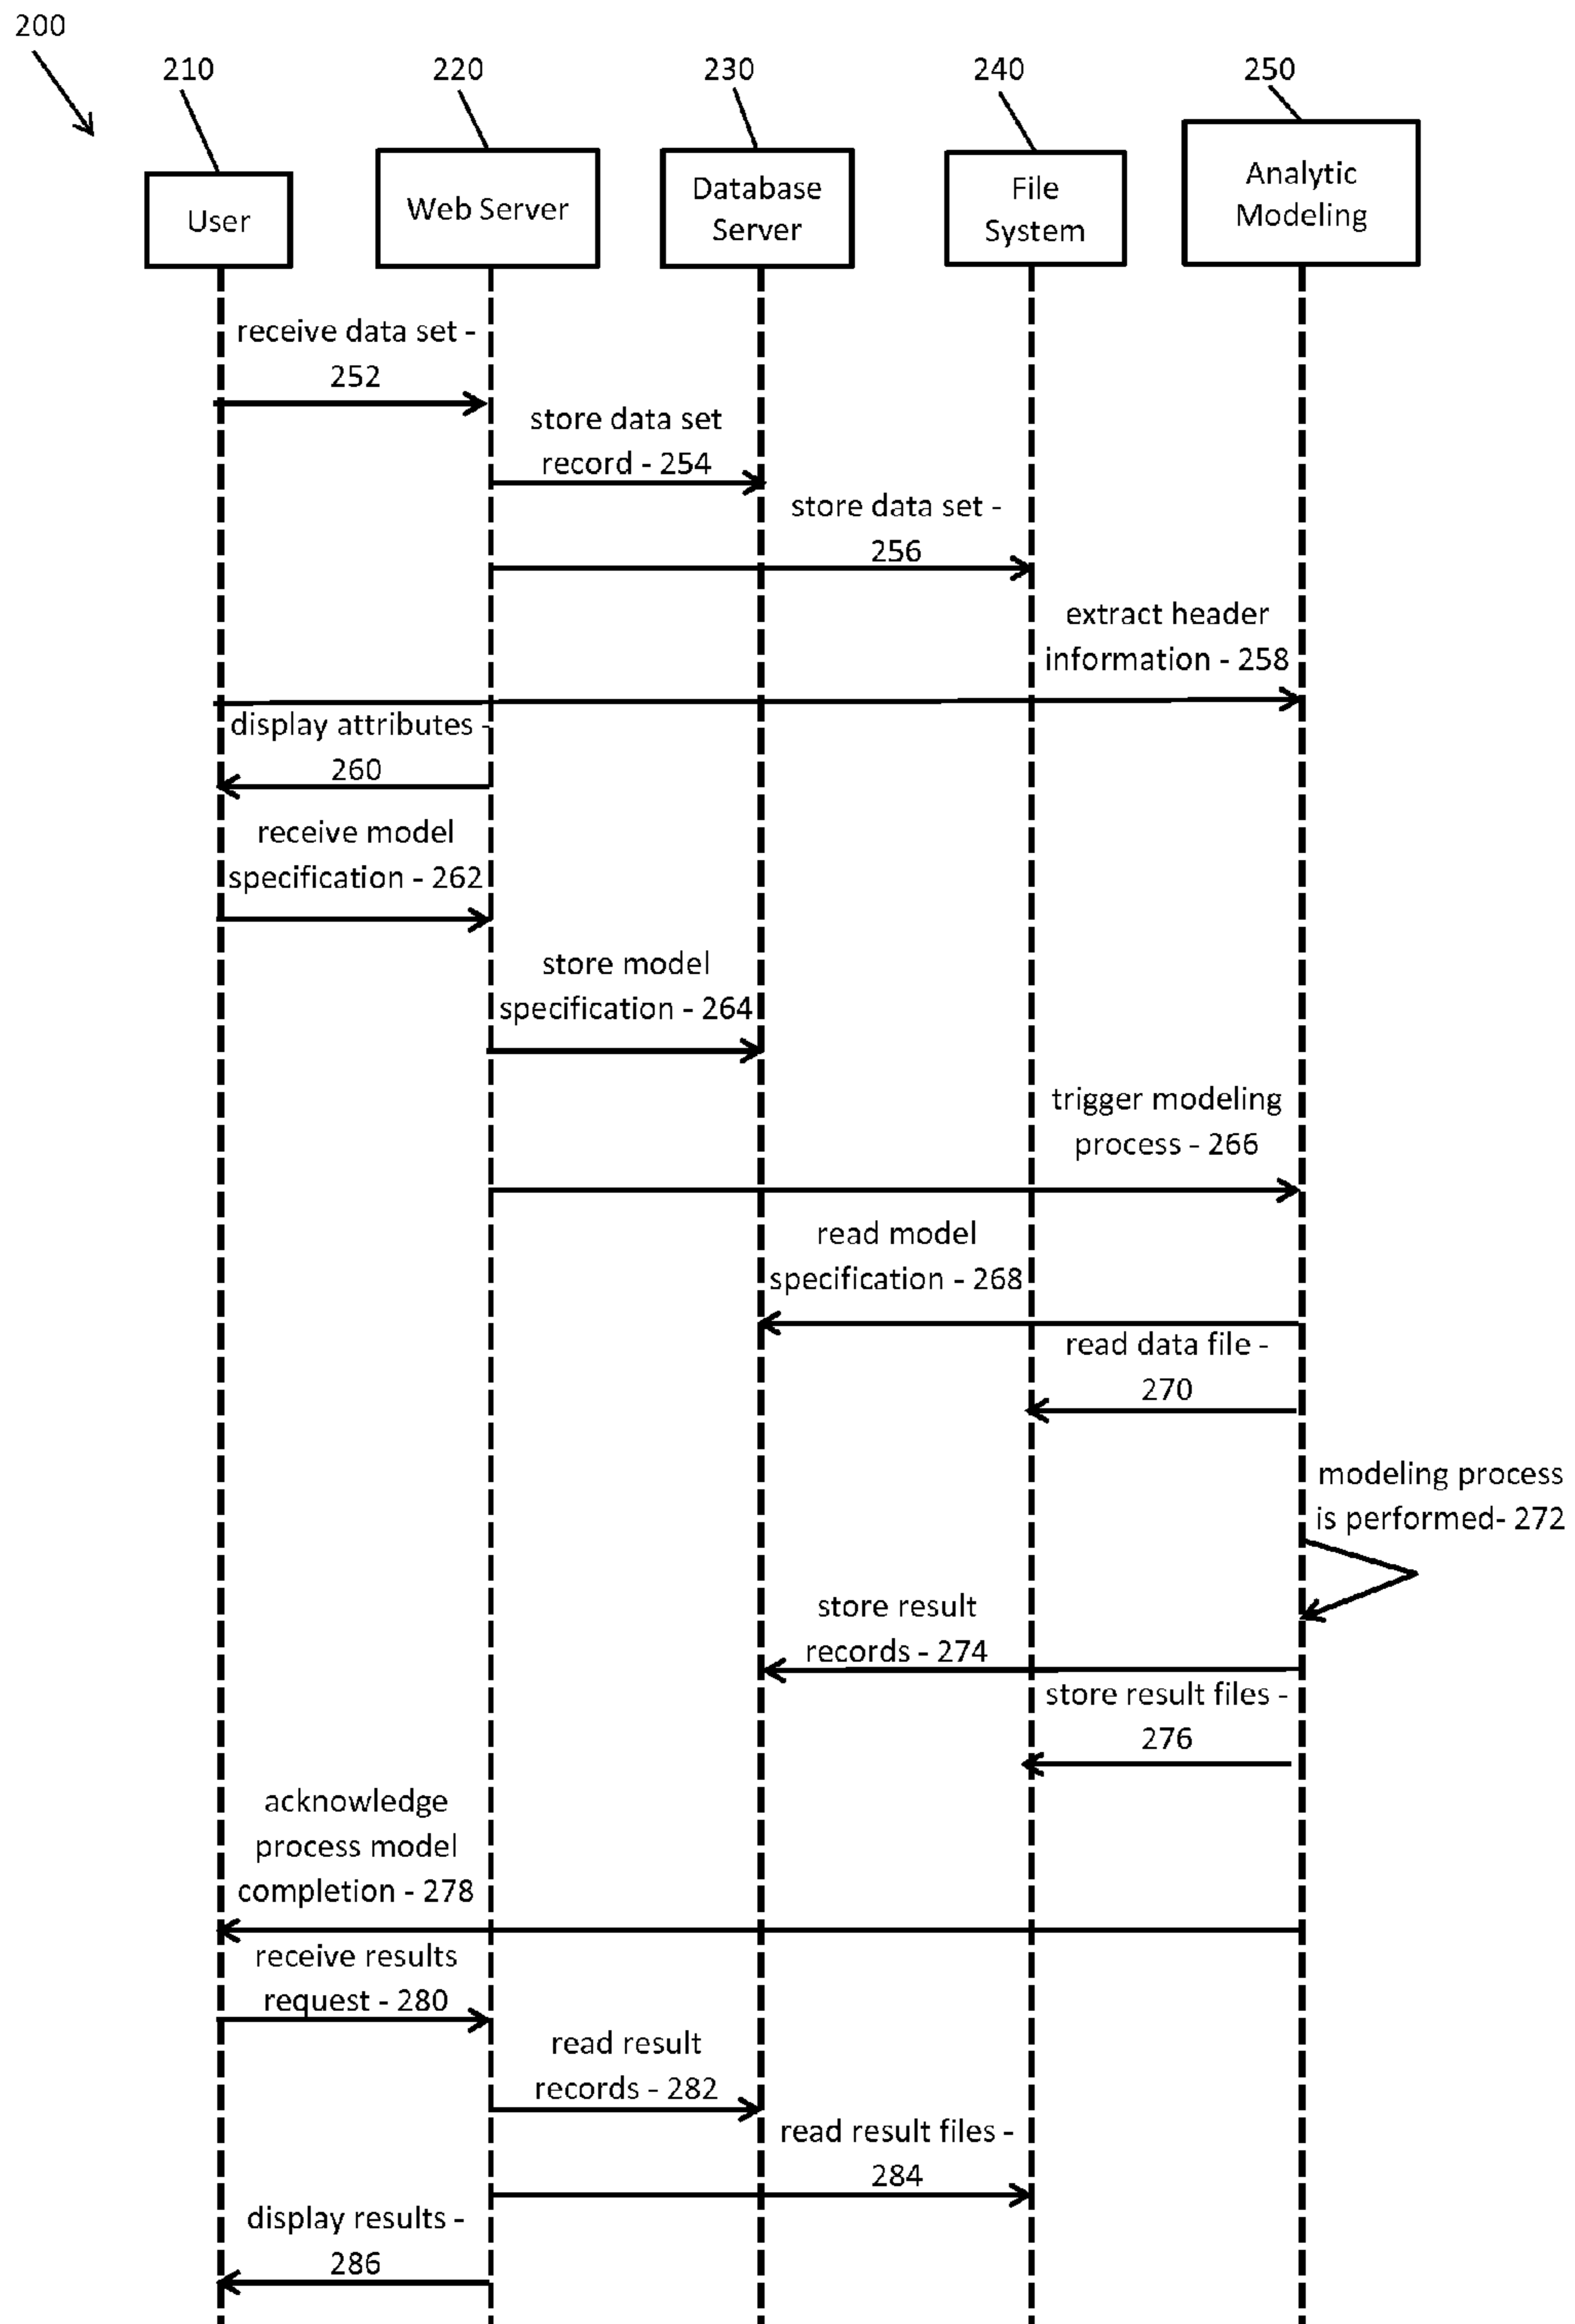 200
210
220
230
240
250
User
Web Server
Database
Server
File
System
Analytic
Modeling
receive data set -
252
store data set
record - 254
store data set -
256
extract header
information - 258
display attributes -
260
receive model
specification - 262
store model
specification - 264
trigger modeling
process - 266
read model
specification - 268
read data file -
270
modeling process
is performed- 272
store result
records - 274
store result files -
276
acknowledge
process model
completion - 278
receive results
request - 280
read result
records - 282
read result files -
284
display results -
286